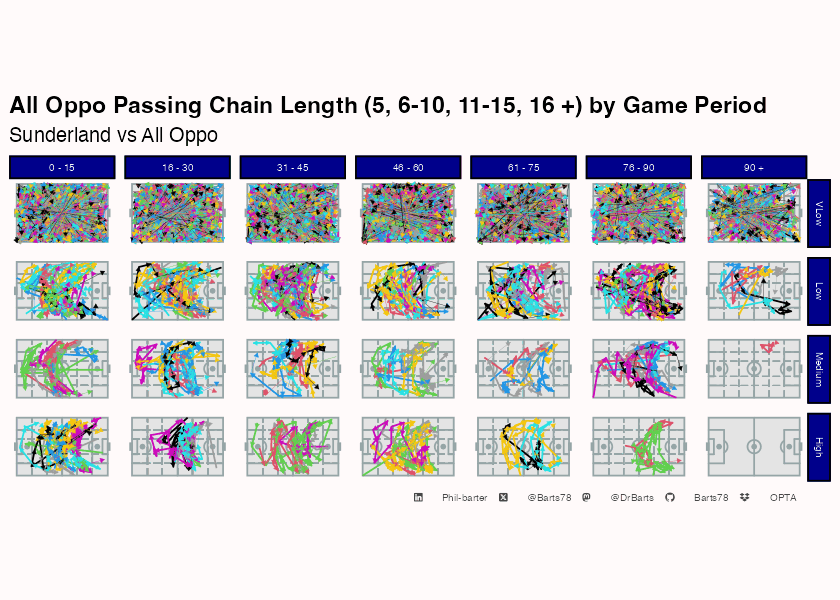 All Oppo Passing Chain Length (5, 6-10, 11-15, 16 +) by Game Period
Sunderland vs All Oppo
0 - 15 16 - 30 31 - 45 46 - 60 61 - 75 76 - 90 90 +
V Low
Low
Medium
High
Phil-barter @Barts78 @DrBarts Barts78 OPTA